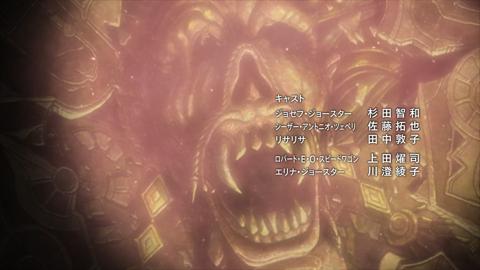 キャスト
ジョセフ・ジョースター 杉田智和
シーザー・アントニオ・ツェペリ 佐藤拓也
リサリサ 田中敦子
ロバート・E・O・スピードワゴン 上田燿司
エリナ・ジョースター 川澄綾子